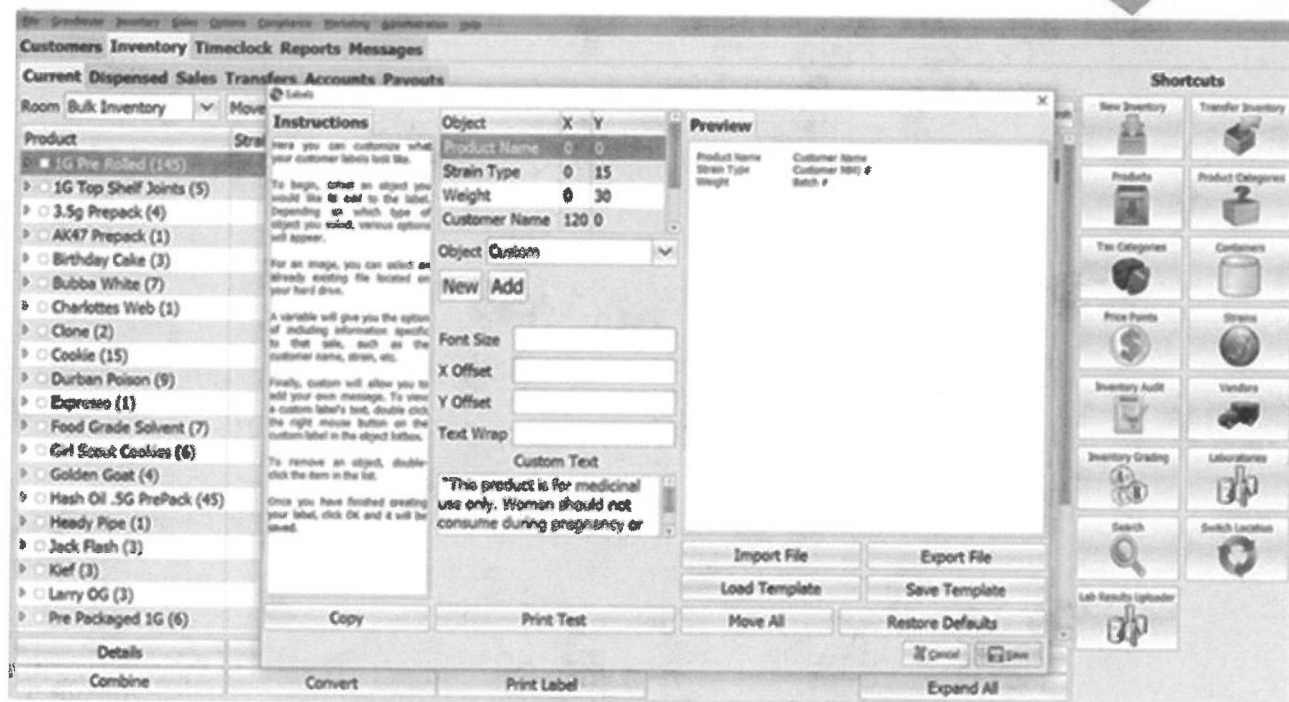 File Grandmaster Inventory Sales Options Compliance Marketing Administration Help
Customers Inventory Timeclock Reports Messages
Current Dispensed Sales Transfers Accounts Payouts
Room Bulk Inventory Move
Product Strai
1G Pre Rolled (145)
1G Top Shelf Joints (5)
3.5g Prepack (4)
AK47 Prepack (1)
Birthday Cake (3)
Bubba White (7)
Charlottes Web (1)
Clone (2)
Cookie (15)
Durban Poison (9)
Expresso (1)
Food Grade Solvent (7)
Girl Scout Cookies (6)
Golden Goat (4)
Hash Oil .5G PrePack (45)
Heady Pipe (1)
Jack Flash (3)
Kief (3)
Larry OG (3)
Pre Packaged 1G (6)
Details
Combine
Convert
Print Label
Expand All
Labels
Instructions
Here you can customize what
your customer labels look like.
To begin, select an object you
would like to add to the label.
Depending on which type of
object you select, various options
will appear.
For an image, you can select an
already existing file located on
your hard drive.
A variable will give you the option
of including information specific
to that sale, such as the
customer name, strain, etc.
Finally, custom will allow you to
add your own message. To view
a custom label's text, double click
the right mouse button on the
custom label in the object listbox.
To remove an object, double-
click the item in the list.
Once you have finished creating
your label, click OK and it will be
saved.
Copy
Object X Y
Product Name 0 0
Strain Type 0 15
Weight 0 30
Customer Name 120 0
Object Custom
New Add
Font Size
X Offset
Y Offset
Text Wrap
Custom Text
"This product is for medicinal
use only. Women should not
consume during pregnancy or
Print Test
Preview
Product Name Customer Name
Strain Type Customer MMJ #
Weight Batch #
Import File Export File
Load Template Save Template
Move All Restore Defaults
Cancel Save
Shortcuts
New Inventory Transfer Inventory
Products Product Categories
Tax Categories Containers
Price Points Strains
Inventory Audit Vendors
Inventory Grading Laboratories
Search Switch Location
Lab Results Uploader